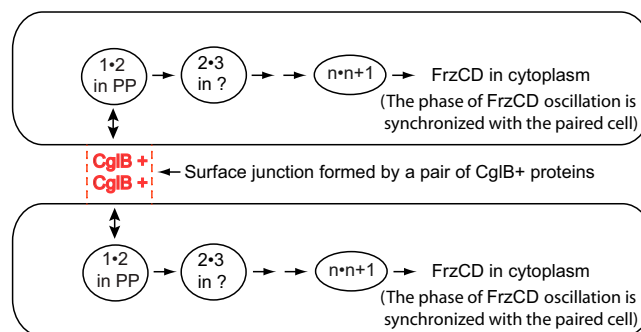 1•2
in PP
2•3
in ?
n•n+1
FrzCD in cytoplasm
(The phase of FrzCD oscillation is
synchronized with the paired cell)
CglB +
CglB +
Surface junction formed by a pair of CglB+ proteins
1•2
in PP
2•3
in ?
n•n+1
FrzCD in cytoplasm
(The phase of FrzCD oscillation is
synchronized with the paired cell)